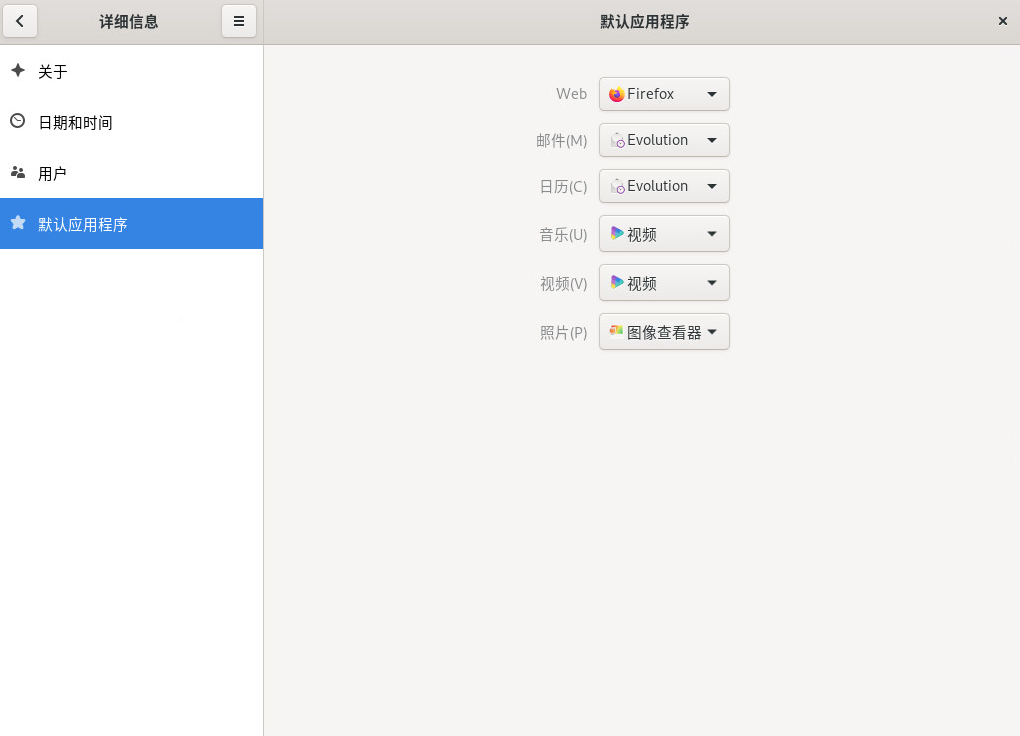 详细信息
默认应用程序
关于
日期和时间
用户
默认应用程序
Web Firefox
邮件(M) Evolution
日历(C) Evolution
音乐(U) 视频
视频(V) 视频
照片(P) 图像查看器